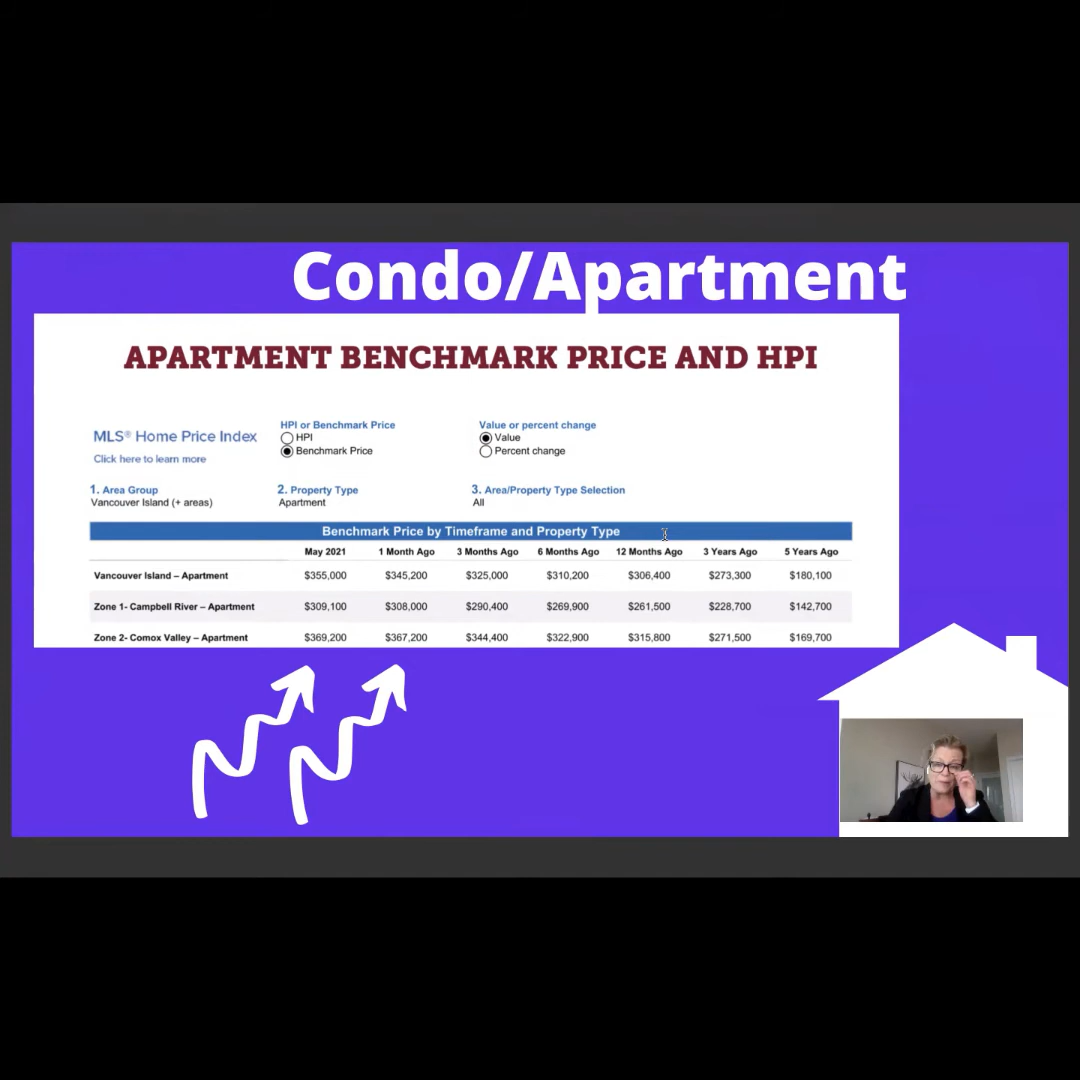 Condo/Apartment
APARTMENT BENCHMARK PRICE AND HPI
MLS® Home Price Index
Click here to learn more
HPI or Benchmark Price
HPI
Benchmark Price
Value or percent change
Value
Percent change
1. Area Group
Vancouver Island (+ areas)
2. Property Type
Apartment
3. Area/Property Type Selection
All
Benchmark Price by Timeframe and Property Type
May 2021 1 Month Ago 3 Months Ago 6 Months Ago 12 Months Ago 3 Years Ago 5 Years Ago
Vancouver Island – Apartment $355,000 $345,200 $325,000 $310,200 $306,400 $273,300 $180,100
Zone 1- Campbell River – Apartment $309,100 $308,000 $290,400 $269,900 $261,500 $228,700 $142,700
Zone 2- Comox Valley – Apartment $369,200 $367,200 $344,400 $322,900 $315,800 $271,500 $169,700